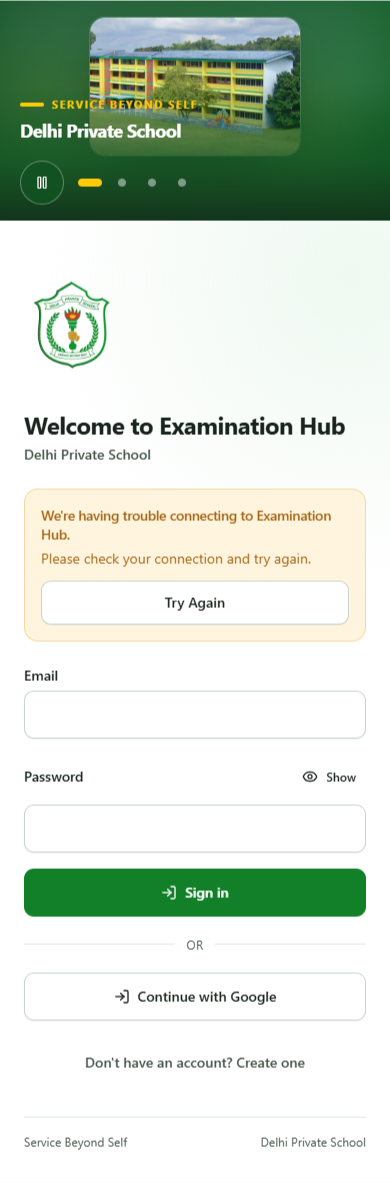 SERVICE BEYOND SELF
Delhi Private School
Welcome to Examination Hub
Delhi Private School
We're having trouble connecting to Examination
Hub.
Please check your connection and try again.
Try Again
Email
Password
Show
Sign in
OR
Continue with Google
Don't have an account? Create one
Service Beyond Self
Delhi Private School